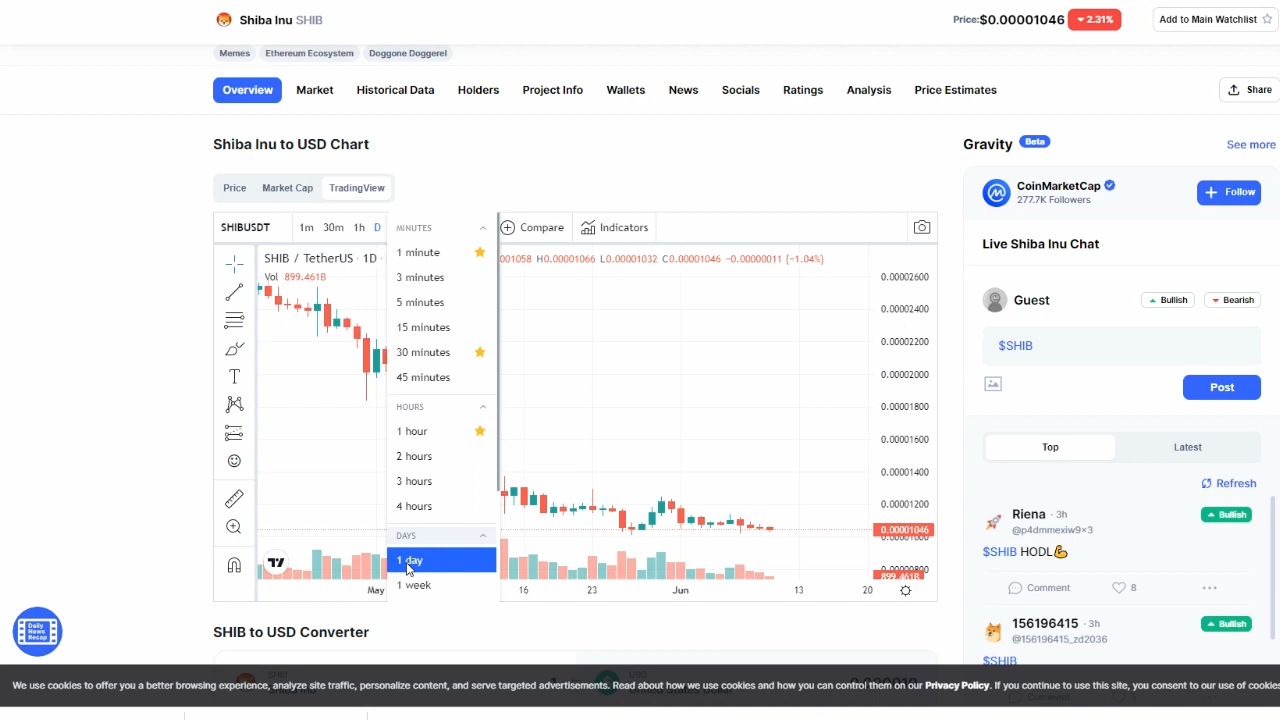 Shiba Inu SHIB
Price:$0.00001046 2.31%
Add to Main Watchlist
Memes Ethereum Ecosystem Doggone Doggerel
Overview Market Historical Data Holders Project Info Wallets News Socials Ratings Analysis Price Estimates
Share
Shiba Inu to USD Chart
Price Market Cap TradingView
SHIBUSDT 1m 30m 1h D
Compare Indicators
SHIB / TetherUS · 1D
001058 H0.00001066 L0.00001032 C0.00001046 −0.00000011 (−1.04%)
Vol 899.461B
MINUTES
1 minute
3 minutes
5 minutes
15 minutes
30 minutes
45 minutes
HOURS
1 hour
2 hours
3 hours
4 hours
DAYS
1 day
1 week
0.00002600
0.00002400
0.00002200
0.00002000
0.00001800
0.00001600
0.00001400
0.00001200
0.00001046
899.461B
May 16 23 Jun 13 20
Gravity Beta
See more
CoinMarketCap
277.7K Followers
Follow
Live Shiba Inu Chat
Guest
Bullish Bearish
$SHIB
Post
Top Latest
Refresh
Riena · 3h
@p4dmmexiw9x3
Bullish
$SHIB HODL💪
Comment 8
156196415 · 3h
@156196415_zd2036
Bullish
$SHIB
Daily
News
Recap
SHIB to USD Converter
We use cookies to offer you a better browsing experience, analyze site traffic, personalize content, and serve targeted advertisements. Read about how we use cookies and how you can control them on our Privacy Policy. If you continue to use this site, you consent to our use of cookies